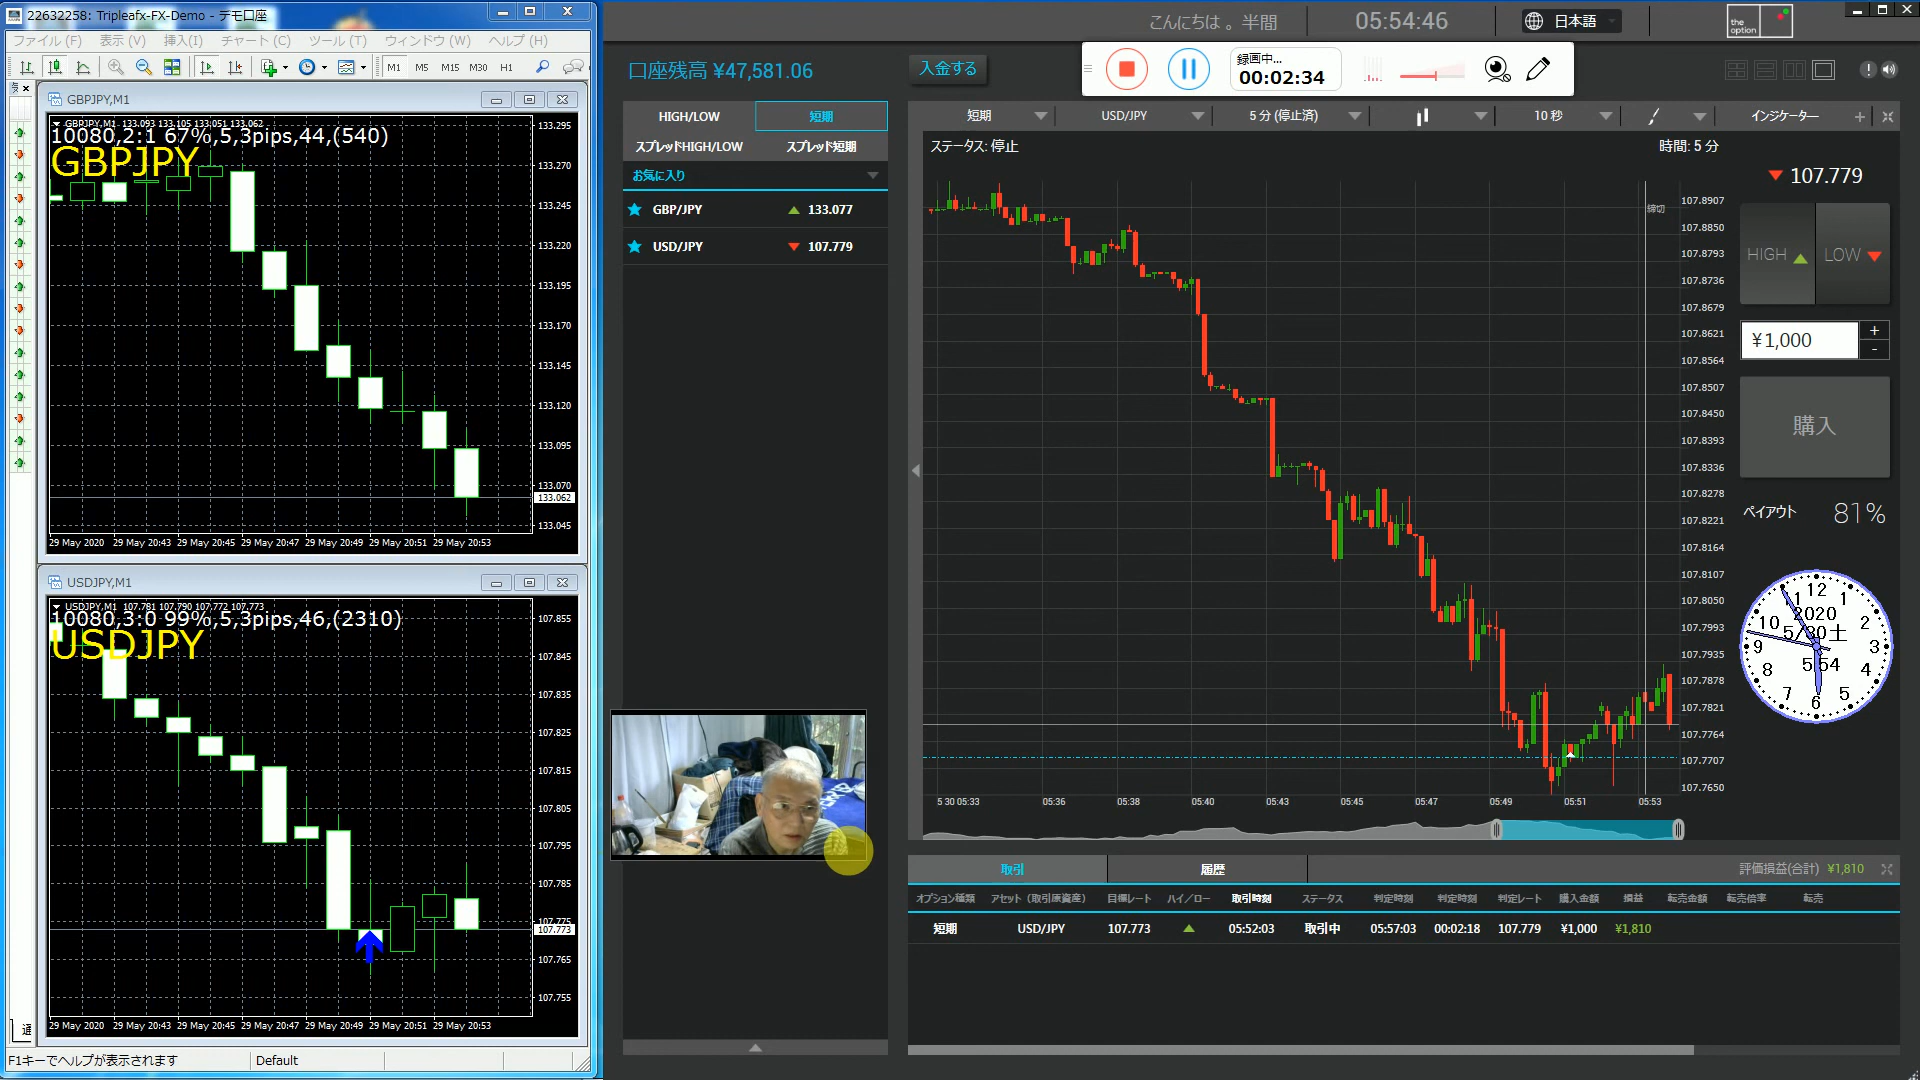 22632258: Tripleafx-FX-Demo - デモ口座
ファイル (F) 表示 (V) 挿入(I) チャート (C) ツール (T) ウィンドウ (W) ヘルプ (H)
M1 M5 M15 M30 H1
GBPJPY,M1
GBPJPY,M1 133.093 133.105 133.051 133.062
10080,2:1 67%,5,3pips,44,(540)
GBPJPY
133.295
133.270
133.245
133.220
133.195
133.170
133.145
133.120
133.095
133.070
133.062
133.045
29 May 2020 29 May 20:43 29 May 20:45 29 May 20:47 29 May 20:49 29 May 20:51 29 May 20:53
USDJPY,M1
USDJPY,M1 107.781 107.790 107.772 107.773
10080,3:0 99%,5,3pips,46,(2310)
USDJPY
107.855
107.845
107.835
107.825
107.815
107.805
107.795
107.785
107.775
107.773
107.765
107.755
29 May 2020 29 May 20:43 29 May 20:45 29 May 20:47 29 May 20:49 29 May 20:51 29 May 20:53
通
F1キーでヘルプが表示されます Default
こんにちは 。 半間 05:54:46 日本語
the option
口座残高 ¥47,581.06 入金する
録画中...
00:02:34
HIGH/LOW 短期
スプレッドHIGH/LOW スプレッド短期
お気に入り
GBP/JPY 133.077
USD/JPY 107.779
短期 USD/JPY 5 分 (停止済) 10 秒 インジケーター
ステータス: 停止 時間: 5 分
締切
107.8907
107.8850
107.8793
107.8736
107.8679
107.8621
107.8564
107.8507
107.8450
107.8393
107.8336
107.8278
107.8221
107.8164
107.8107
107.8050
107.7993
107.7935
107.7878
107.7821
107.7764
107.7707
107.7650
5 30 05:33 05:36 05:38 05:40 05:43 05:45 05:47 05:49 05:51 05:53
107.779
HIGH LOW
¥1,000
+
-
購入
ペイアウト 81%
12 1 2 3 4 5 6 7 8 9 10 11
2020
5/30土
5:54
取引 履歴 評価損益(合計) ¥1,810
オプション種類 アセット（取引原資産） 目標レート ハイ／ロー 取引時刻 ステータス 判定時刻 判定時刻 判定レート 購入金額 損益 転売金額 転売倍率 転売
短期 USD/JPY 107.773 05:52:03 取引中 05:57:03 00:02:18 107.779 ¥1,000 ¥1,810